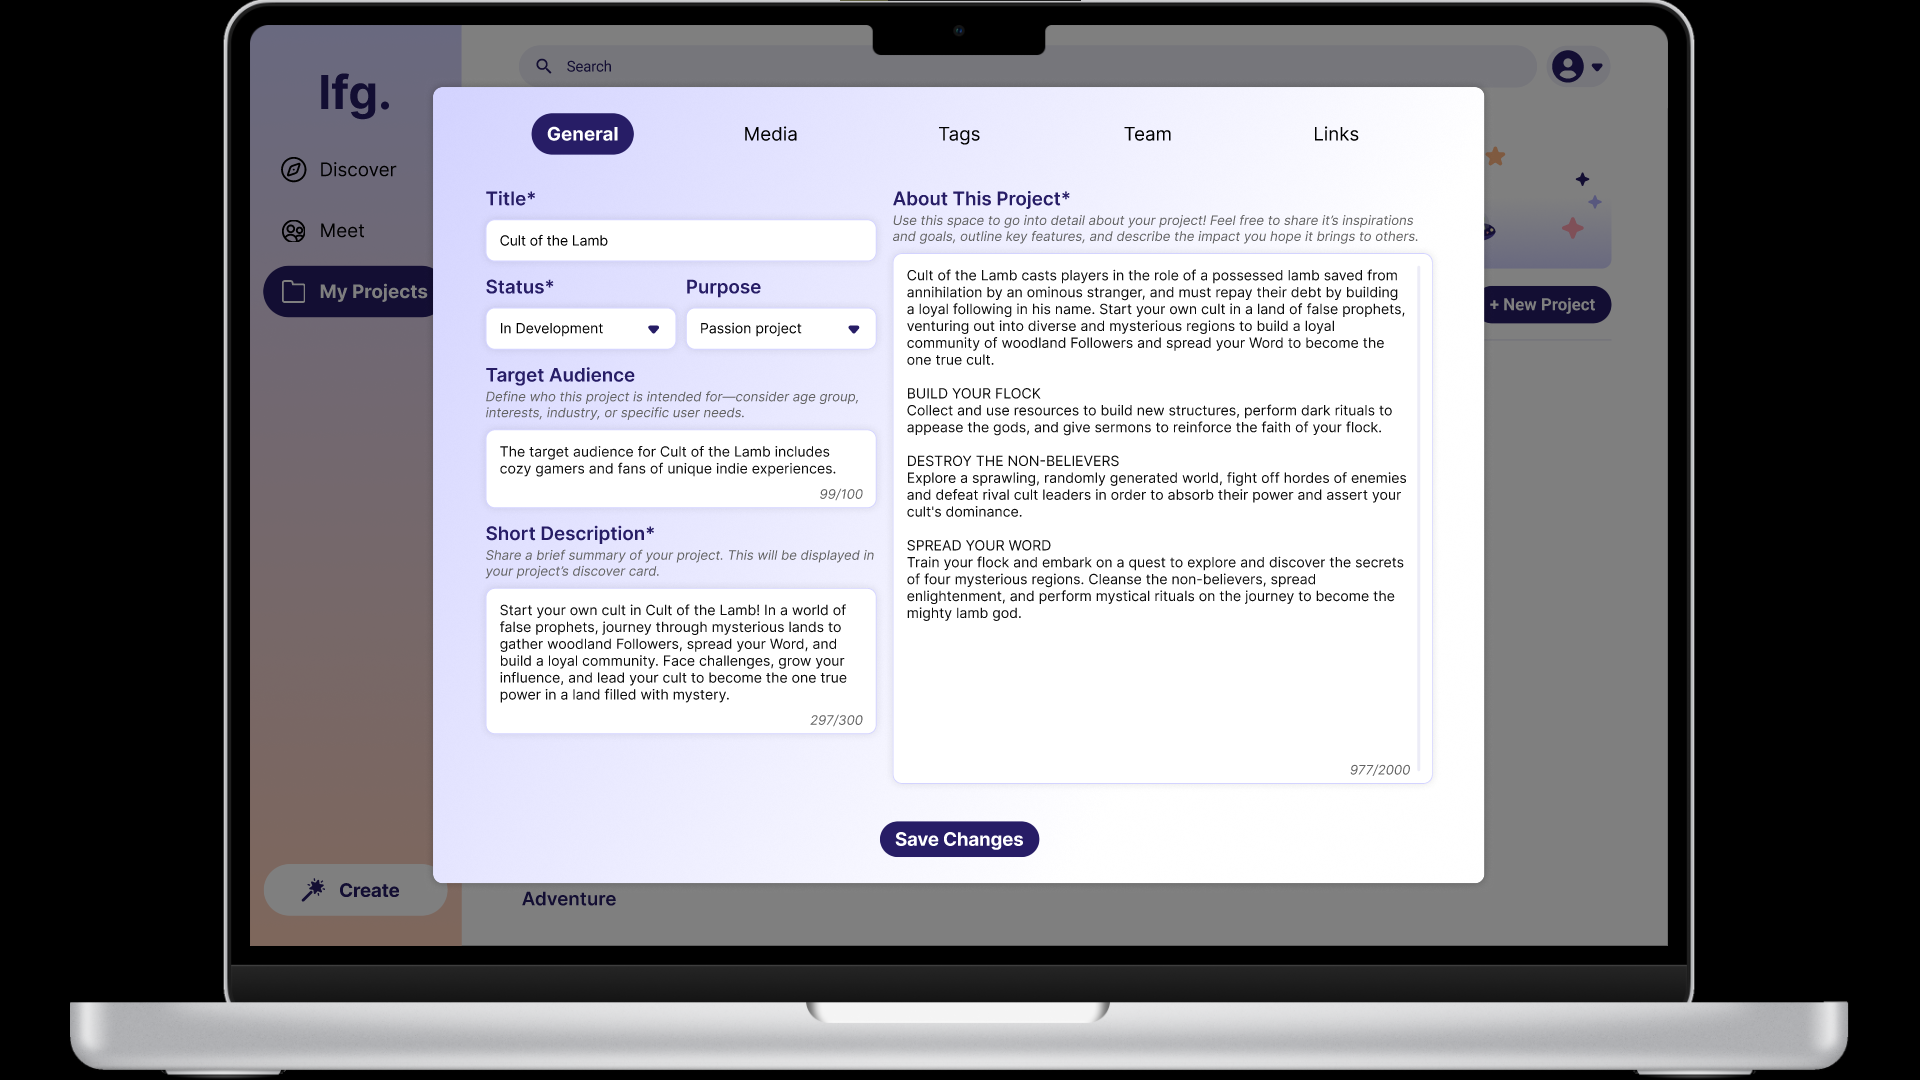 lfg.
Search
Discover
Meet
My Projects
Create
+ New Project
Adventure
General
Media
Tags
Team
Links
Title*
Cult of the Lamb
Status*
Purpose
In Development
Passion project
Target Audience
Define who this project is intended for—consider age group,
interests, industry, or specific user needs.
The target audience for Cult of the Lamb includes
cozy gamers and fans of unique indie experiences.
99/100
Short Description*
Share a brief summary of your project. This will be displayed in
your project’s discover card.
Start your own cult in Cult of the Lamb! In a world of
false prophets, journey through mysterious lands to
gather woodland Followers, spread your Word, and
build a loyal community. Face challenges, grow your
influence, and lead your cult to become the one true
power in a land filled with mystery.
297/300
About This Project*
Use this space to go into detail about your project! Feel free to share it’s inspirations
and goals, outline key features, and describe the impact you hope it brings to others.
Cult of the Lamb casts players in the role of a possessed lamb saved from
annihilation by an ominous stranger, and must repay their debt by building
a loyal following in his name. Start your own cult in a land of false prophets,
venturing out into diverse and mysterious regions to build a loyal
community of woodland Followers and spread your Word to become the
one true cult.
BUILD YOUR FLOCK
Collect and use resources to build new structures, perform dark rituals to
appease the gods, and give sermons to reinforce the faith of your flock.
DESTROY THE NON-BELIEVERS
Explore a sprawling, randomly generated world, fight off hordes of enemies
and defeat rival cult leaders in order to absorb their power and assert your
cult's dominance.
SPREAD YOUR WORD
Train your flock and embark on a quest to explore and discover the secrets
of four mysterious regions. Cleanse the non-believers, spread
enlightenment, and perform mystical rituals on the journey to become the
mighty lamb god.
977/2000
Save Changes